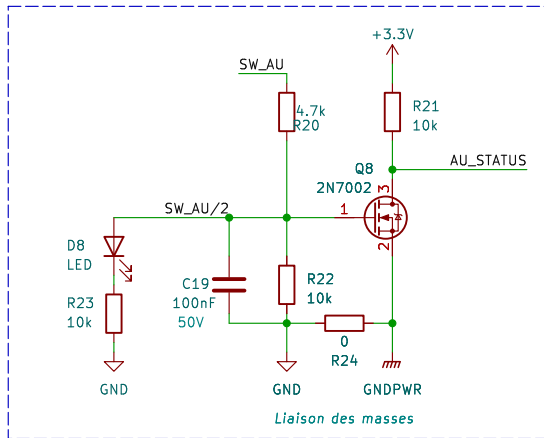 +3.3V
SW_AU
4.7k
R20
R21
10k
Q8
2N7002
3
AU_STATUS
SW_AU/2
1
2
D8
LED
C19
100nF
50V
R22
10k
R23
10k
0
R24
GND
GND
GNDPWR
Liaison des masses